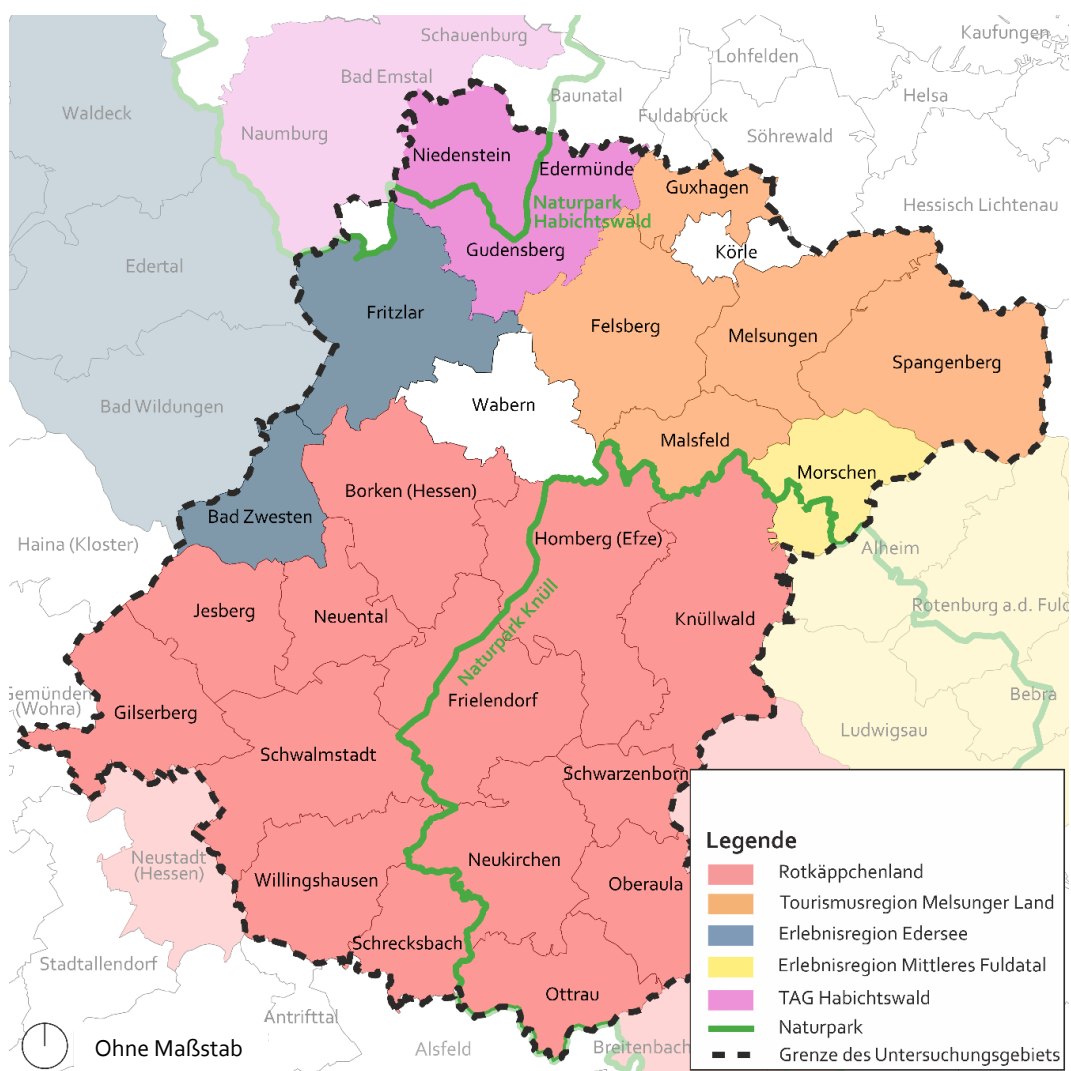 Schauenburg
Kaufungen
Lohfelden
Bad Emstal
Baunatal
Helsa
Waldeck
Fuldabrück
Naumburg
Söhrewald
Niedenstein
Edermünde
Guxhagen
Naturpark
Habichtswald
Hessisch Lichtenau
Gudensberg
Körle
Edertal
Fritzlar
Felsberg
Melsungen
Spangenberg
Bad Wildungen
Wabern
Malsfeld
Morschen
Borken (Hessen)
Bad Zwesten
Haina (Kloster)
Homberg (Efze)
Alheim
Jesberg
Neuental
Knüllwald
Rotenburg a.d. Fuld
Naturpark Knüll
Gemünden
(Wohra)
Gilserberg
Frielendorf
Bebra
Ludwigsau
Schwalmstadt
Schwarzenborn
Neustadt
(Hessen)
Neukirchen
Willingshausen
Oberaula
Schrecksbach
Stadtallendorf
Ottrau
Antrifttal
Alsfeld
Breitenbach
Ohne Maßstab
Legende
Rotkäppchenland
Tourismusregion Melsunger Land
Erlebnisregion Edersee
Erlebnisregion Mittleres Fuldatal
TAG Habichtswald
Naturpark
Grenze des Untersuchungsgebiets